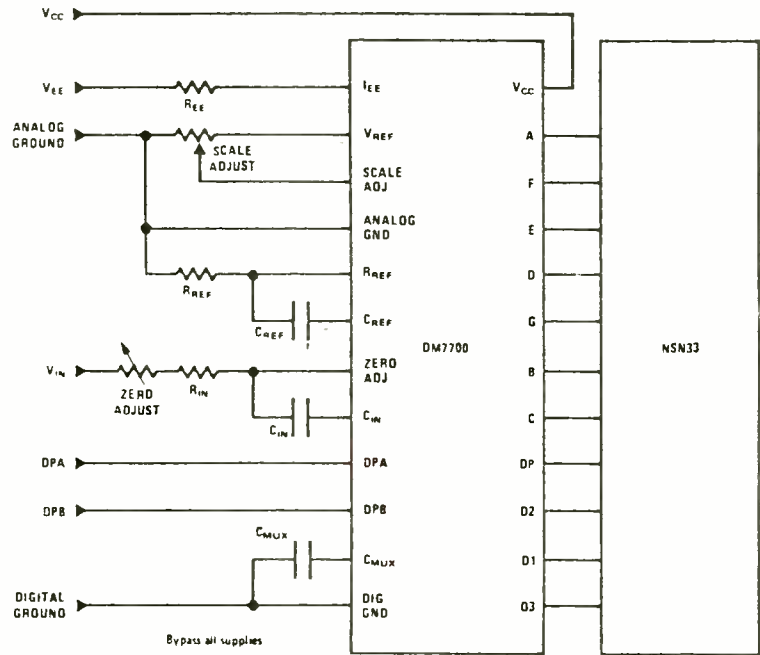 VCC
VEE
REE
IEE
VCC
ANALOG
GROUND
VREF
A
SCALE
ADJUST
SCALE
ADJ
F
ANALOG
GND
E
RREF
RREF
D
CREF
CREF
G
DM7700
NSN33
VIN
ZERO
ADJUST
RIN
ZERO
ADJ
B
CIN
CIN
C
DPA
DPA
DP
DPB
DPB
D2
CMUX
CMUX
D1
DIGITAL
GROUND
DIG
GND
D3
Bypass all supplies